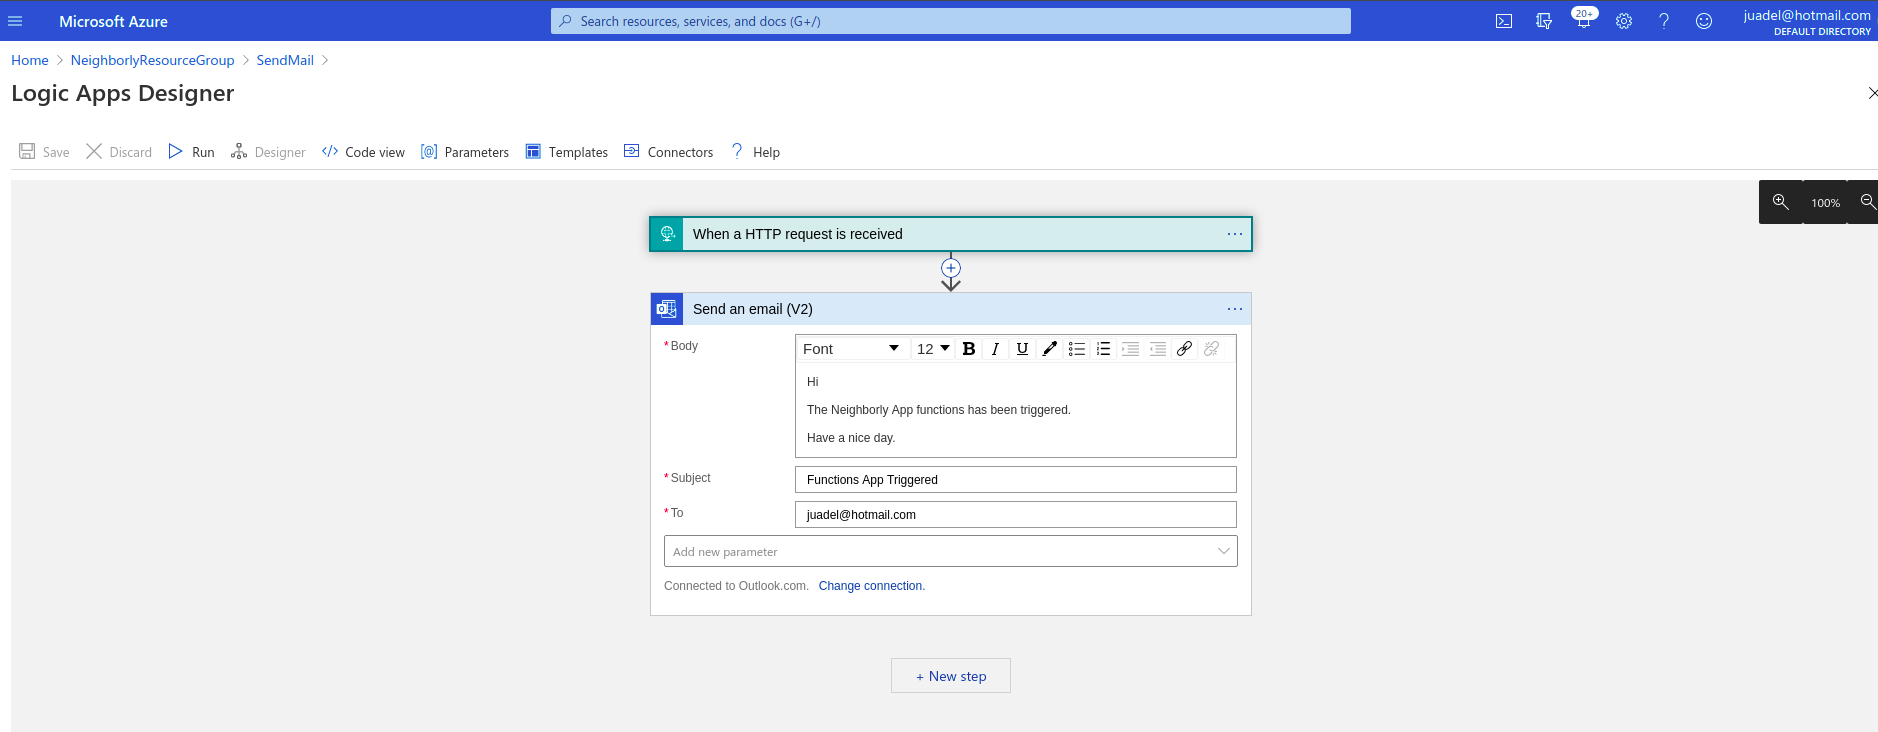 Microsoft Azure
Search resources, services, and docs (G+/)
20+
juadel@hotmail.com
DEFAULT DIRECTORY
Home > NeighborlyResourceGroup > SendMail >
Logic Apps Designer
Save Discard Run Designer </> Code view [@] Parameters Templates Connectors ? Help
100%
When a HTTP request is received
Send an email (V2)
* Body
Font 12 B I U
Hi
The Neighborly App functions has been triggered.
Have a nice day.
* Subject
Functions App Triggered
* To
juadel@hotmail.com
Add new parameter
Connected to Outlook.com. Change connection.
+ New step